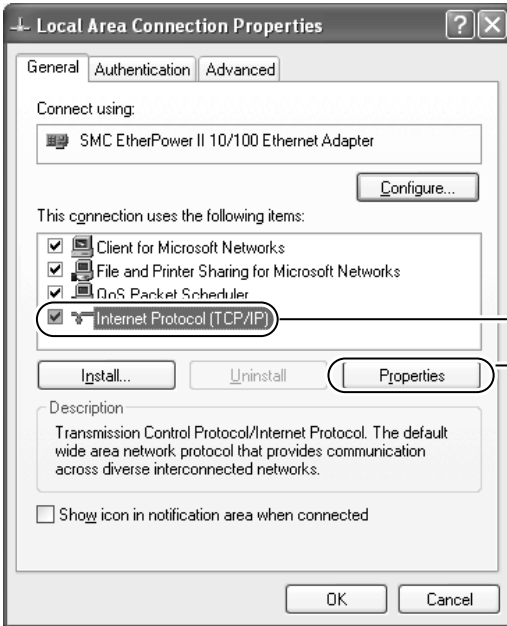 Local Area Connection Properties
General Authentication Advanced
Connect using:
SMC EtherPower II 10/100 Ethernet Adapter
Configure...
This connection uses the following items:
Client for Microsoft Networks
File and Printer Sharing for Microsoft Networks
QoS Packet Scheduler
Internet Protocol (TCP/IP)
Install... Uninstall Properties
Description
Transmission Control Protocol/Internet Protocol. The default
wide area network protocol that provides communication
across diverse interconnected networks.
Show icon in notification area when connected
OK Cancel